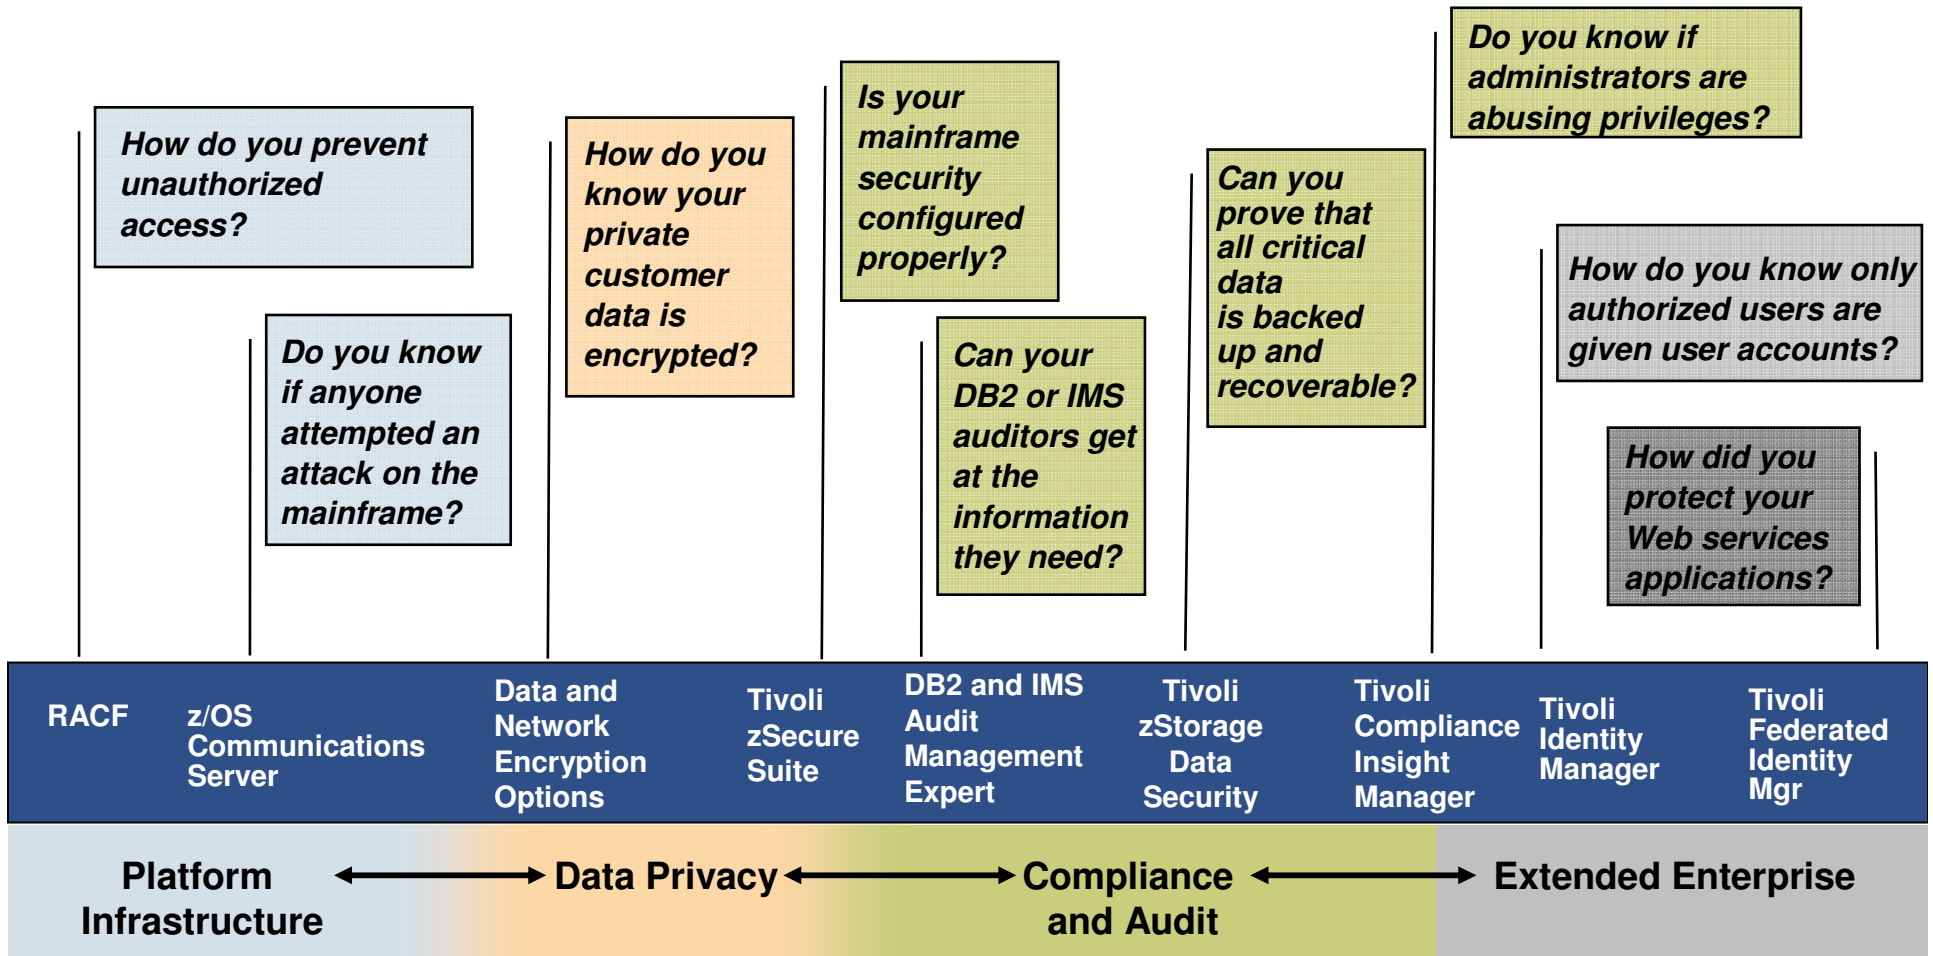 How do you prevent
unauthorized
access?
Do you know
if anyone
attempted an
attack on the
mainframe?
How do you
know your
private
customer
data is
encrypted?
Is your
mainframe
security
configured
properly?
Can your
DB2 or IMS
auditors get
at the
information
they need?
Can you
prove that
all critical
data
is backed
up and
recoverable?
Do you know if
administrators are
abusing privileges?
How do you know only
authorized users are
given user accounts?
How did you
protect your
Web services
applications?
RACF
z/OS
Communications
Server
Data and
Network
Encryption
Options
Tivoli
zSecure
Suite
DB2 and IMS
Audit
Management
Expert
Tivoli
zStorage
Data
Security
Tivoli
Compliance
Insight
Manager
Tivoli
Identity
Manager
Tivoli
Federated
Identity
Mgr
Platform
Infrastructure
Data Privacy
Compliance
and Audit
Extended Enterprise